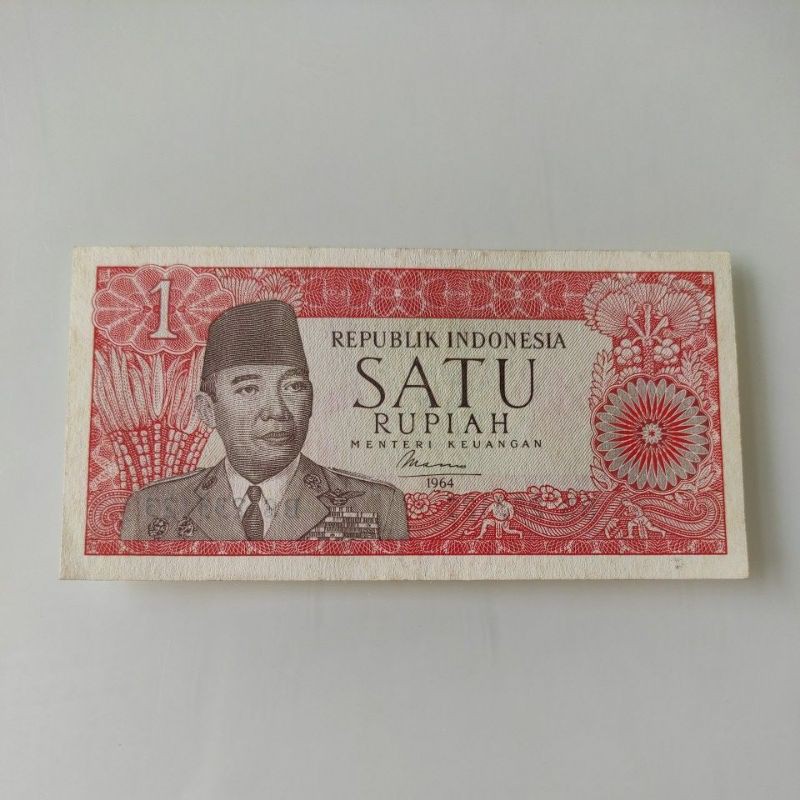 1
REPUBLIK INDONESIA
SATU
RUPIAH
MENTERI KEUANGAN
1964